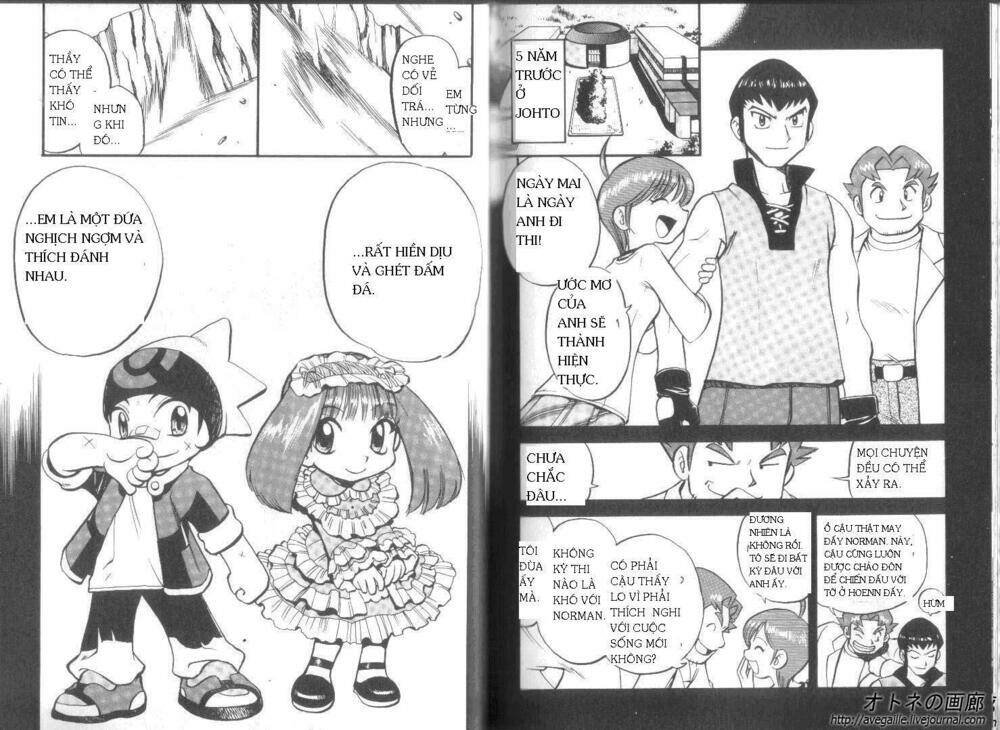 5 NĂM
TRƯỚC
Ở
JOHTO
NGÀY MAI
LÀ NGÀY
ANH ĐI
THI!
ƯỚC MƠ
CỦA
ANH SẼ
THÀNH
HIỆN
THỰC.
MỌI CHUYỆN
ĐỀU CÓ THỂ
XẢY RA.
CHƯA
CHẮC
ĐÂU...
Ồ CẬU THẬT MAY
ĐẤY NORMAN. NÀY,
CẬU CŨNG LUÔN
ĐƯỢC CHÀO ĐÓN
ĐỂ CHIẾN ĐẤU VỚI
TỚ Ở HOENN ĐẤY.
HỪM
ĐƯƠNG
NHIÊN LÀ
KHÔNG RỒI.
TÔ SẼ ĐI BẤT
KỲ ĐÂU VỚI
ANH ẤY.
CÓ PHẢI
CẬU THẤY
LO VÌ PHẢI
THÍCH NGHI
VỚI CUỘC
SỐNG MỚI
KHÔNG?
KHÔNG
KỲ THI
NÀO LÀ
KHÓ VỚI
NORMAN.
TÔI
ĐÙA
ẤY
MÀ.
NGHE
CÓ VẺ
DỐI
TRÁ...
NHƯNG
EM
TỪNG
...
THẦY
CÓ THỂ
THẤY
KHÓ
TIN...
NHƯN
G KHI
ĐÓ...
...RẤT HIỀN DỊU
VÀ GHÉT ĐẤM
ĐÁ.
...EM LÀ MỘT ĐỨA
NGHỊCH NGỢM VÀ
THÍCH ĐÁNH
NHAU.
オトネの画廊
http://avegaille.livejournal.com/